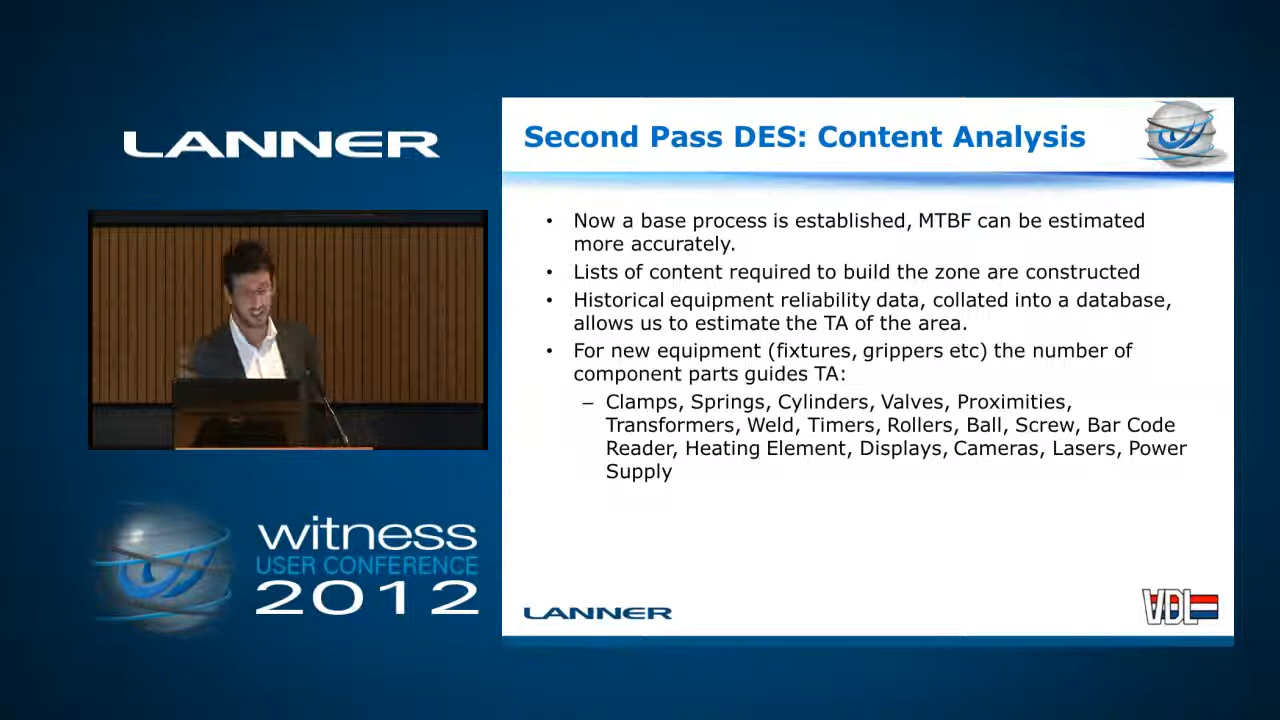 LANNER
witness
USER CONFERENCE
2012
Second Pass DES: Content Analysis
• Now a base process is established, MTBF can be estimated
more accurately.
• Lists of content required to build the zone are constructed
• Historical equipment reliability data, collated into a database,
allows us to estimate the TA of the area.
• For new equipment (fixtures, grippers etc) the number of
component parts guides TA:
– Clamps, Springs, Cylinders, Valves, Proximities,
Transformers, Weld, Timers, Rollers, Ball, Screw, Bar Code
Reader, Heating Element, Displays, Cameras, Lasers, Power
Supply
LANNER
VDL